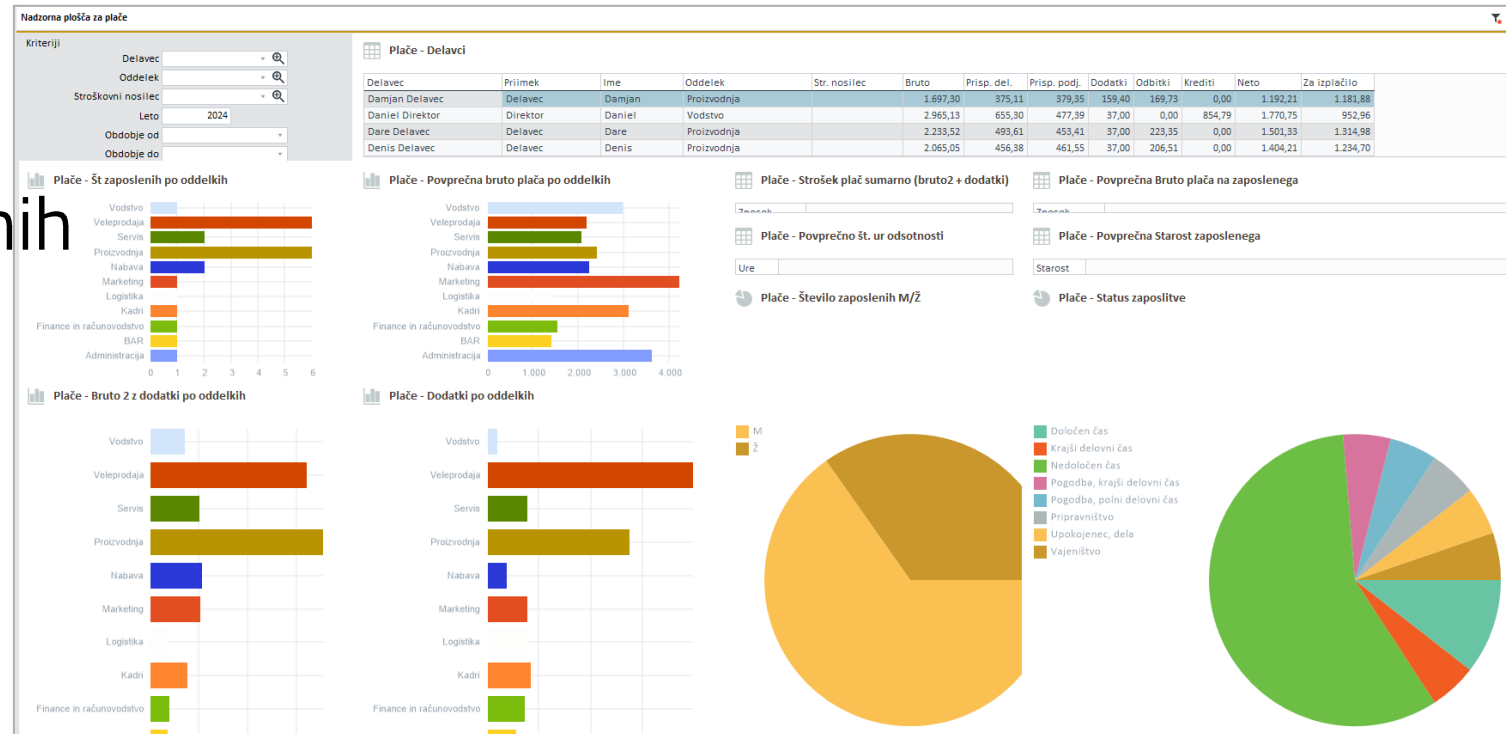 Nadzorna plošča za plače
Kriteriji
Delavec
Oddelek
Stroškovni nosilec
Leto 2024
Obdobje od
Obdobje do
Plače - Delavci
Delavec Priimek Ime Oddelek Str. nosilec Bruto Prisp. del. Prisp. podj. Dodatki Odbitki Krediti Neto Za izplačilo
Damjan Delavec Delavec Damjan Proizvodnja 1.697,30 375,11 379,35 159,40 169,73 0,00 1.192,21 1.181,88
Daniel Direktor Direktor Daniel Vodstvo 2.965,13 655,30 477,39 37,00 0,00 854,79 1.770,75 952,96
Dare Delavec Delavec Dare Proizvodnja 2.233,52 493,61 453,41 37,00 223,35 0,00 1.501,33 1.314,98
Denis Delavec Delavec Denis Proizvodnja 2.065,05 456,38 461,55 37,00 206,51 0,00 1.404,21 1.234,70
Plače - Št zaposlenih po oddelkih
Vodstvo
Veleprodaja
Servis
Proizvodnja
Nabava
Marketing
Logistika
Kadri
Finance in računovodstvo
BAR
Administracija
0 1 2 3 4 5 6
Plače - Povprečna bruto plača po oddelkih
Vodstvo
Veleprodaja
Servis
Proizvodnja
Nabava
Marketing
Logistika
Kadri
Finance in računovodstvo
BAR
Administracija
0 1.000 2.000 3.000 4.000
Plače - Strošek plač sumarno (bruto2 + dodatki)
Znesek
Plače - Povprečna Bruto plača na zaposlenega
Znesek
Plače - Povprečno št. ur odsotnosti
Ure
Plače - Povprečna Starost zaposlenega
Starost
Plače - Število zaposlenih M/Ž
M
Ž
Plače - Status zaposlitve
Določen čas
Krajši delovni čas
Nedoločen čas
Pogodba, krajši delovni čas
Pogodba, polni delovni čas
Pripravništvo
Upokojenec, dela
Vajeništvo
Plače - Bruto 2 z dodatki po oddelkih
Vodstvo
Veleprodaja
Servis
Proizvodnja
Nabava
Marketing
Logistika
Kadri
Finance in računovodstvo
Plače - Dodatki po oddelkih
Vodstvo
Veleprodaja
Servis
Proizvodnja
Nabava
Marketing
Logistika
Kadri
Finance in računovodstvo